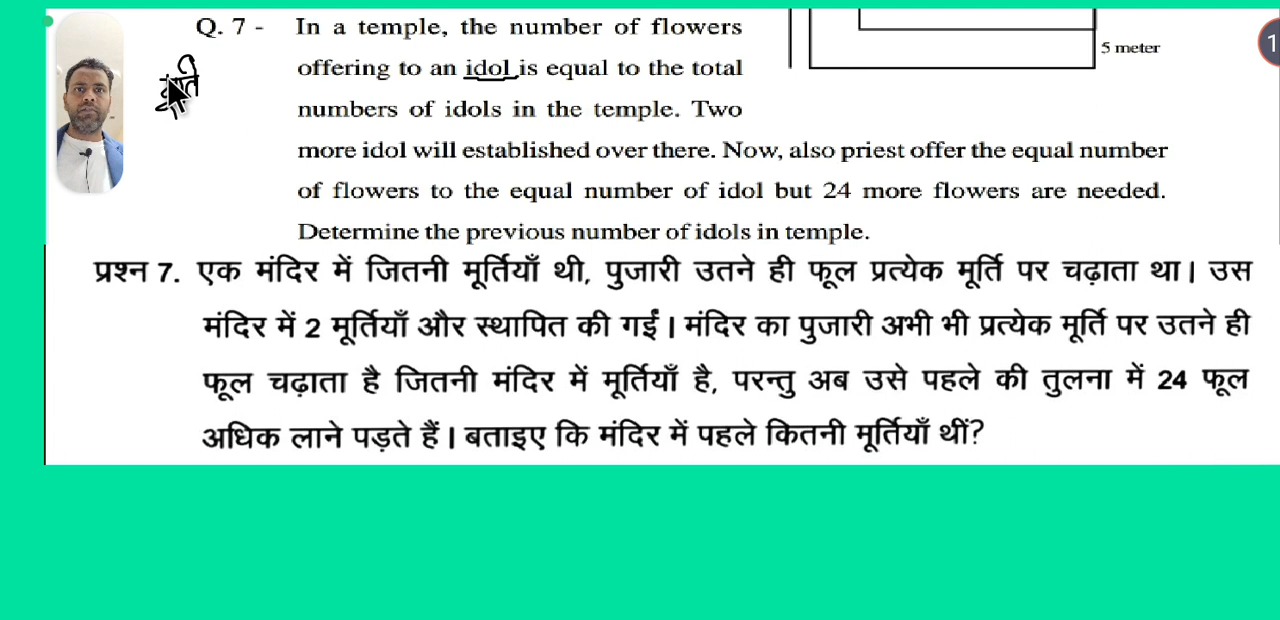 Q. 7 - In a temple, the number of flowers
5 meter
offering to an idol is equal to the total
numbers of idols in the temple. Two
more idol will established over there. Now, also priest offer the equal number
of flowers to the equal number of idol but 24 more flowers are needed.
Determine the previous number of idols in temple.
प्रश्न 7. एक मंदिर में जितनी मूर्तियाँ थी, पुजारी उतने ही फूल प्रत्येक मूर्ति पर चढ़ाता था। उस
मंदिर में 2 मूर्तियाँ और स्थापित की गईं। मंदिर का पुजारी अभी भी प्रत्येक मूर्ति पर उतने ही
फूल चढ़ाता है जितनी मंदिर में मूर्तियाँ है, परन्तु अब उसे पहले की तुलना में 24 फूल
अधिक लाने पड़ते हैं। बताइए कि मंदिर में पहले कितनी मूर्तियाँ थीं?
1